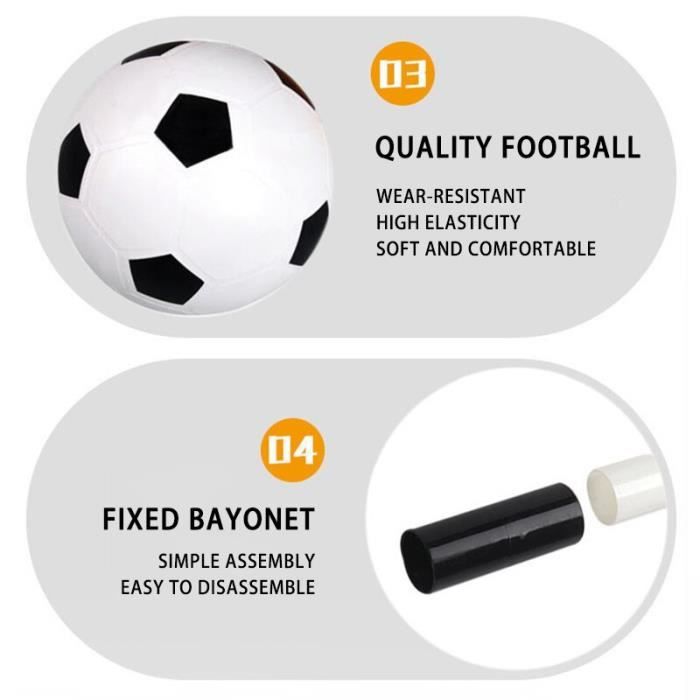 03
QUALITY FOOTBALL
WEAR-RESISTANT
HIGH ELASTICITY
SOFT AND COMFORTABLE
04
FIXED BAYONET
SIMPLE ASSEMBLY
EASY TO DISASSEMBLE